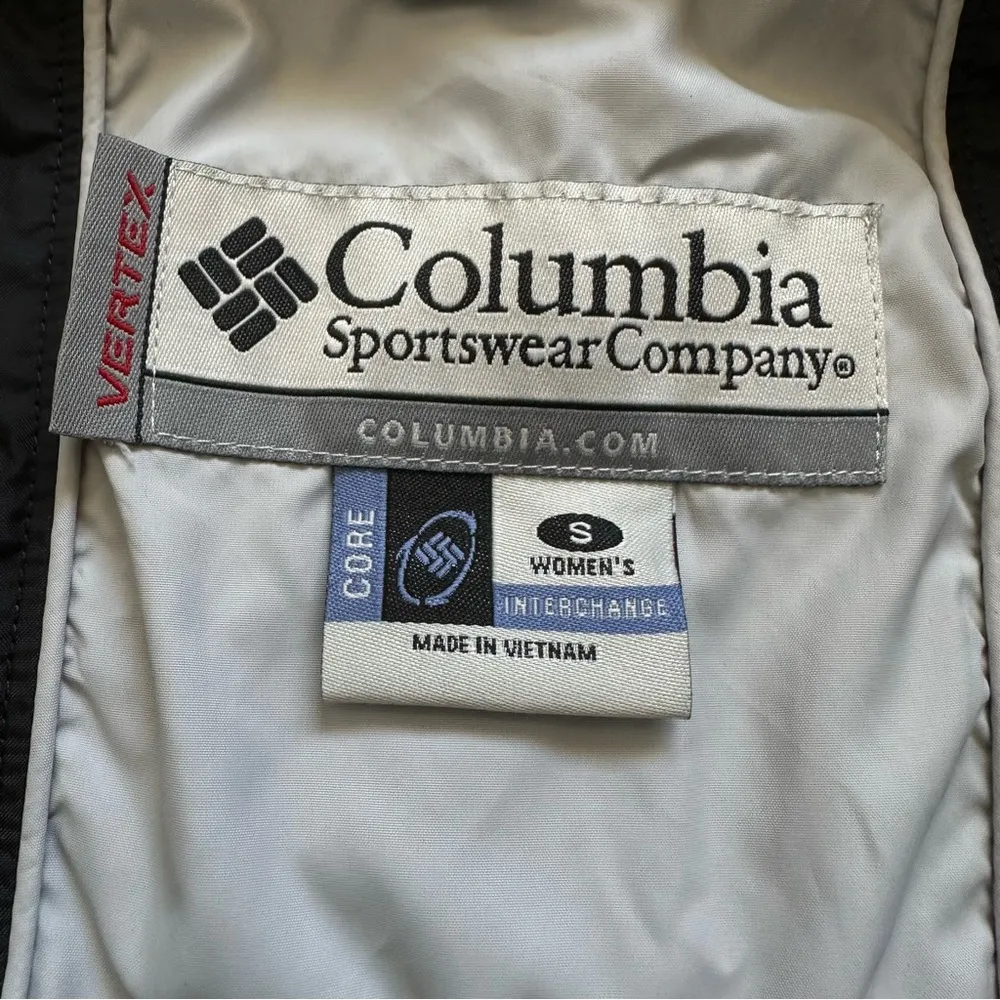 VERTEX
Columbia
Sportswear Company®
COLUMBIA.COM
CORE
S
WOMEN'S
INTERCHANGE
MADE IN VIETNAM